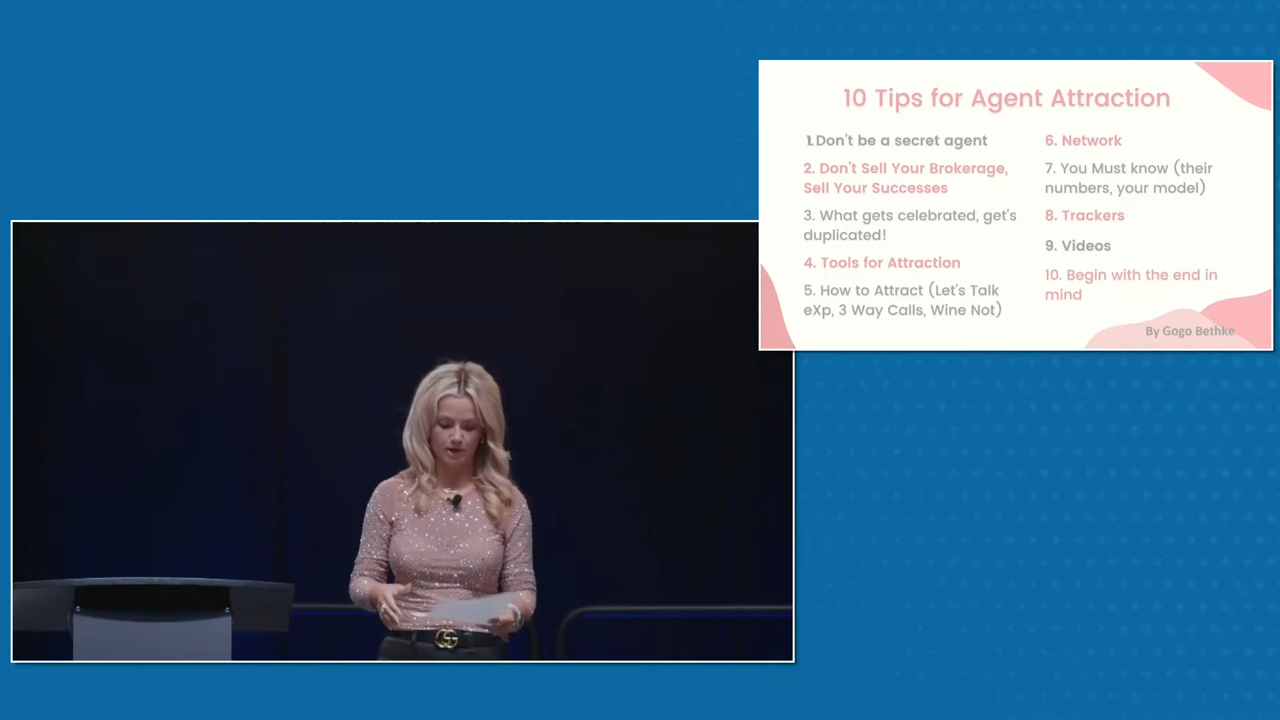 10 Tips for Agent Attraction
1. Don't be a secret agent
2. Don't Sell Your Brokerage,
Sell Your Successes
3. What gets celebrated, get's
duplicated!
4. Tools for Attraction
5. How to Attract (Let's Talk
eXp, 3 Way Calls, Wine Not)
6. Network
7. You Must know (their
numbers, your model)
8. Trackers
9. Videos
10. Begin with the end in
mind
By Gogo Bethke